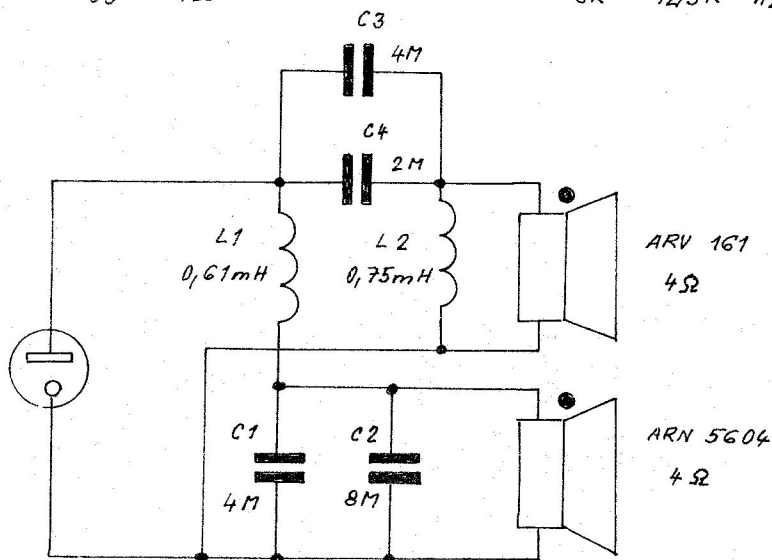 C3
4M
C4
2M
L1
0,61mH
L2
0,75mH
ARV 161
4Ω
C1
4M
C2
8M
ARN 5604
4Ω